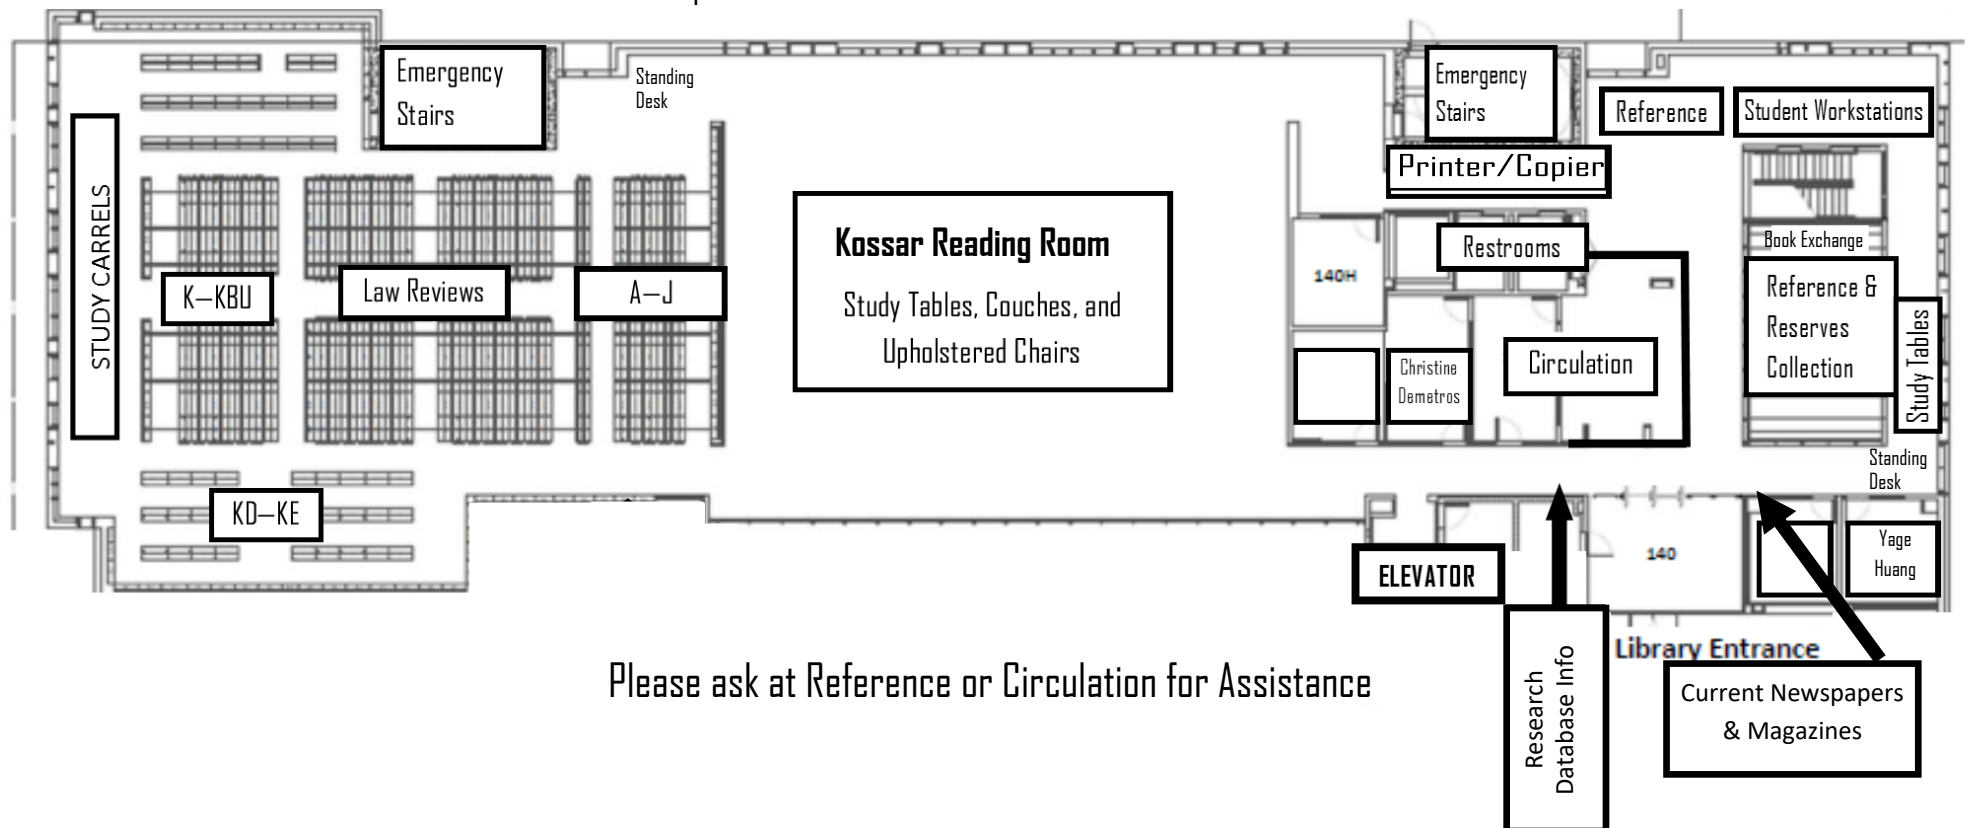 Emergency
Stairs
Standing
Desk
Emergency
Stairs
Reference
Student Workstations
Printer/Copier
STUDY CARRELS
K—KBU
Law Reviews
A—J
Kossar Reading Room
Study Tables, Couches, and
Upholstered Chairs
140H
Restrooms
Book Exchange
Reference &
Reserves
Collection
Study Tables
Christine
Demetros
Circulation
Standing
Desk
KD—KE
ELEVATOR
140
Yage
Huang
Library Entrance
Please ask at Reference or Circulation for Assistance
Research
Database Info
Current Newspapers
& Magazines